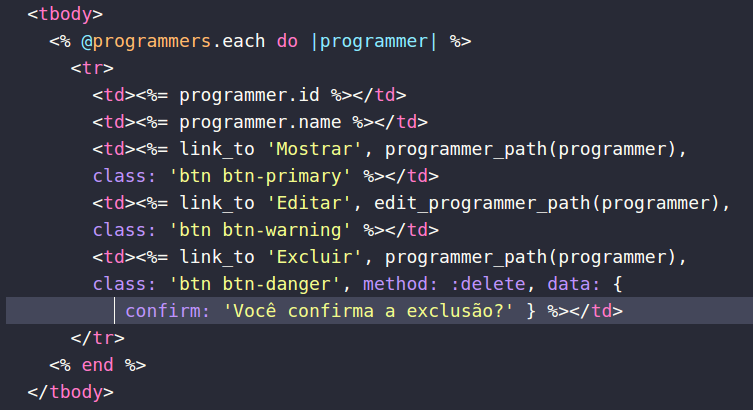 <tbody>
<% @programmers.each do |programmer| %>
<tr>
<td><%= programmer.id %></td>
<td><%= programmer.name %></td>
<td><%= link_to 'Mostrar', programmer_path(programmer),
class: 'btn btn-primary' %></td>
<td><%= link_to 'Editar', edit_programmer_path(programmer),
class: 'btn btn-warning' %></td>
<td><%= link_to 'Excluir', programmer_path(programmer),
class: 'btn btn-danger', method: :delete, data: {
confirm: 'Você confirma a exclusão?' } %></td>
</tr>
<% end %>
</tbody>